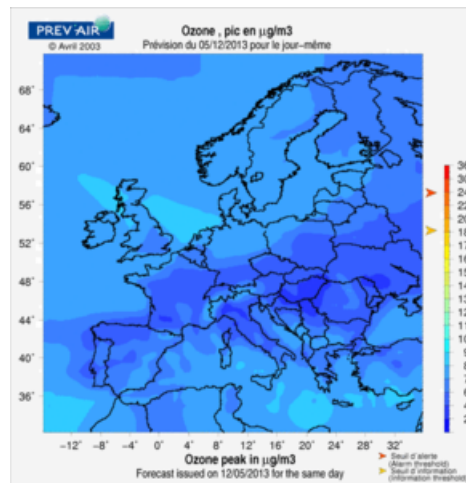 PREV'AIR
© Avril 2003
Ozone , pic en µg/m3
Prévision du 05/12/2013 pour le jour-même
68°
64°
60°
56°
52°
48°
44°
40°
36°
-12° -8° -4° 0° 4° 8° 12° 16° 20° 24° 28° 32°
Ozone peak in µg/m3
Forecast issued on 12/05/2013 for the same day
Seuil d'alerte
(Alarm threshold)
Seuil d'information
(Information threshold)